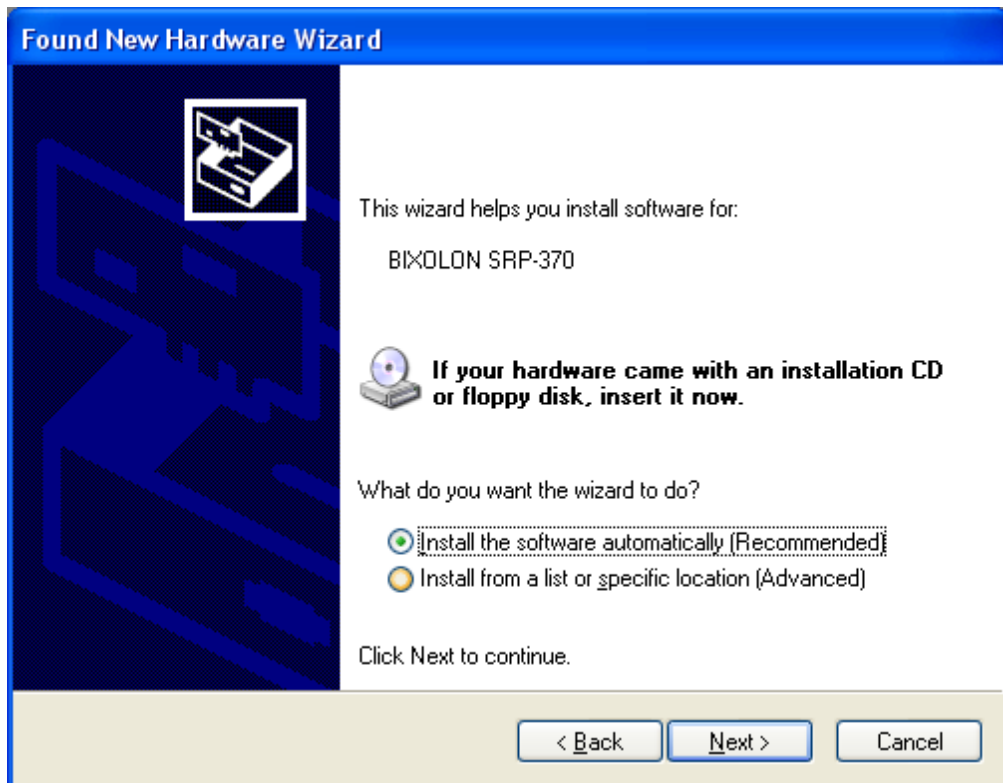 Found New Hardware Wizard
This wizard helps you install software for:
BIXOLON SRP-370
If your hardware came with an installation CD
or floppy disk, insert it now.
What do you want the wizard to do?
Install the software automatically (Recommended)
Install from a list or specific location (Advanced)
Click Next to continue.
< Back
Next >
Cancel